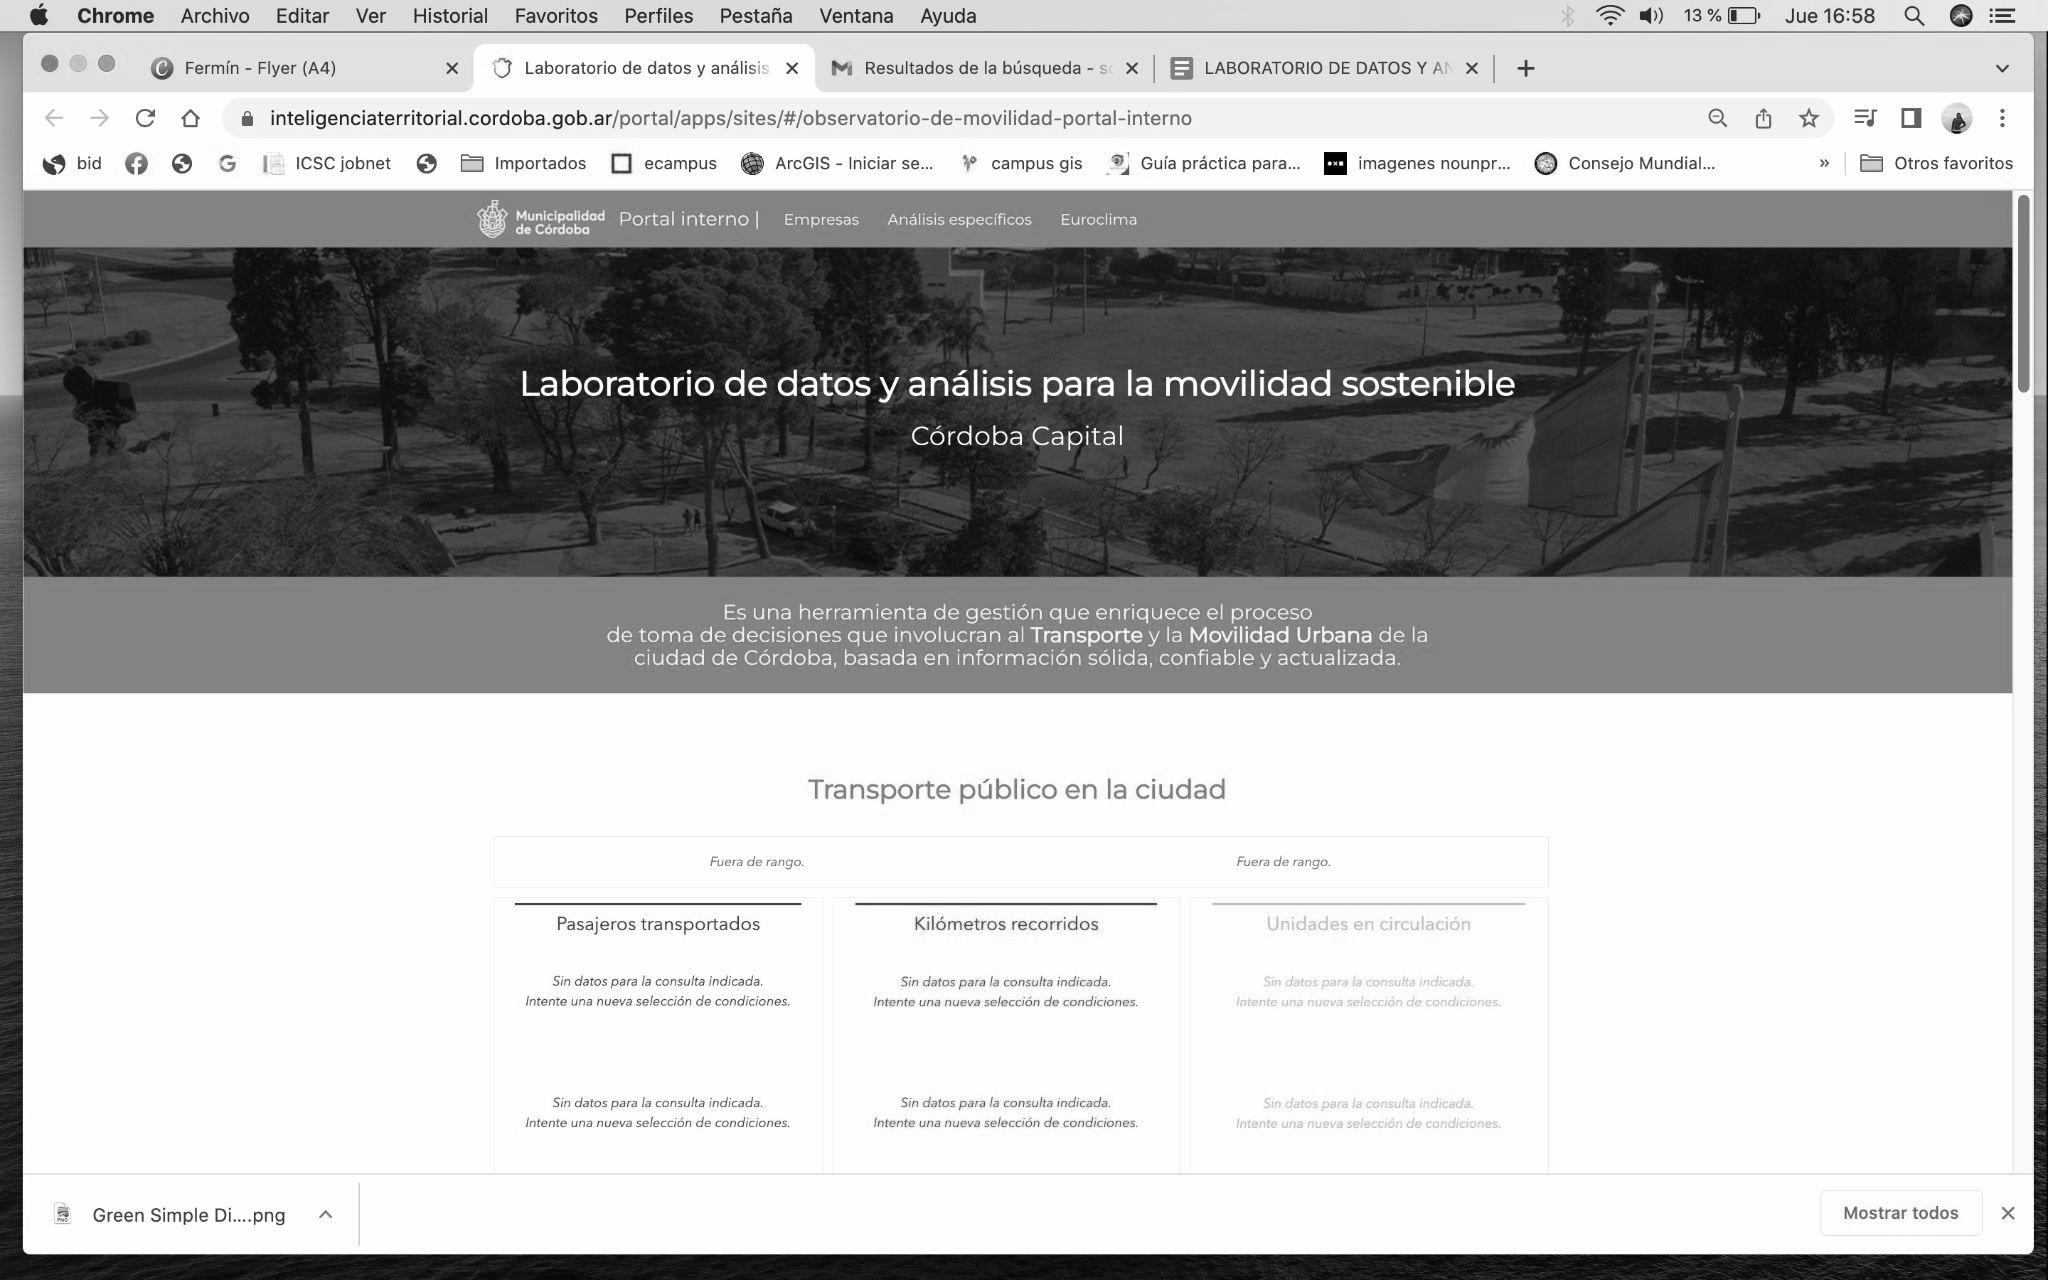 Chrome Archivo Editar Ver Historial Favoritos Perfiles Pestaña Ventana Ayuda 13 % Jue 16:58
Fermín - Flyer (A4) Laboratorio de datos y análisis Resultados de la búsqueda - so LABORATORIO DE DATOS Y AN
inteligenciaterritorial.cordoba.gob.ar/portal/apps/sites/#/observatorio-de-movilidad-portal-interno
bid ICSC jobnet Importados ecampus ArcGIS - Iniciar se... campus gis Guía práctica para... imagenes nounpr... Consejo Mundial... » Otros favoritos
Municipalidad
de Córdoba
Portal interno | Empresas Análisis específicos Euroclima
Laboratorio de datos y análisis para la movilidad sostenible
Córdoba Capital
Es una herramienta de gestión que enriquece el proceso
de toma de decisiones que involucran al Transporte y la Movilidad Urbana de la
ciudad de Córdoba, basada en información sólida, confiable y actualizada.
Transporte público en la ciudad
Fuera de rango. Fuera de rango.
Pasajeros transportados Kilómetros recorridos Unidades en circulación
Sin datos para la consulta indicada. Sin datos para la consulta indicada. Sin datos para la consulta indicada.
Intente una nueva selección de condiciones. Intente una nueva selección de condiciones. Intente una nueva selección de condiciones.
Sin datos para la consulta indicada. Sin datos para la consulta indicada. Sin datos para la consulta indicada.
Intente una nueva selección de condiciones. Intente una nueva selección de condiciones. Intente una nueva selección de condiciones.
Green Simple Di....png Mostrar todos